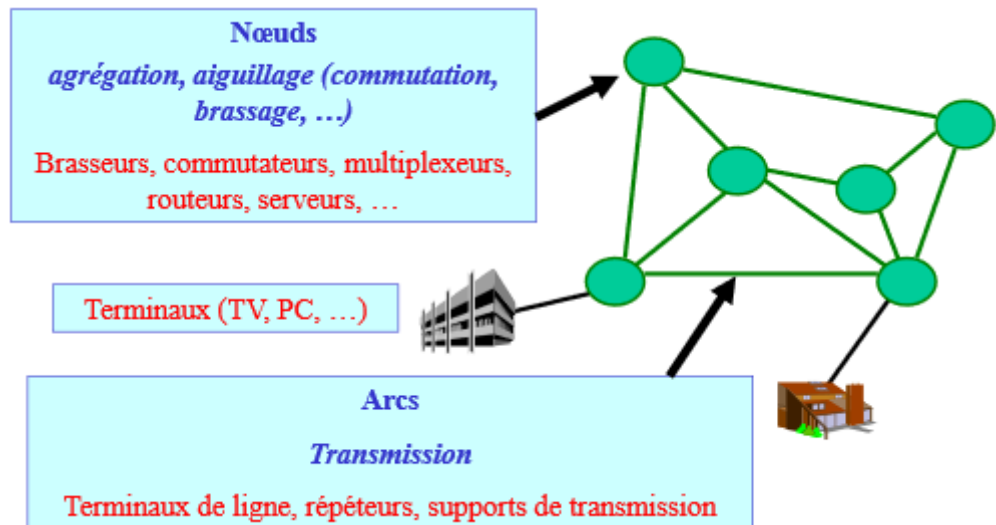 Nœuds
agrégation, aiguillage (commutation,
brassage, …)
Brasseurs, commutateurs, multiplexeurs,
routeurs, serveurs, …
Terminaux (TV, PC, …)
Arcs
Transmission
Terminaux de ligne, répéteurs, supports de transmission